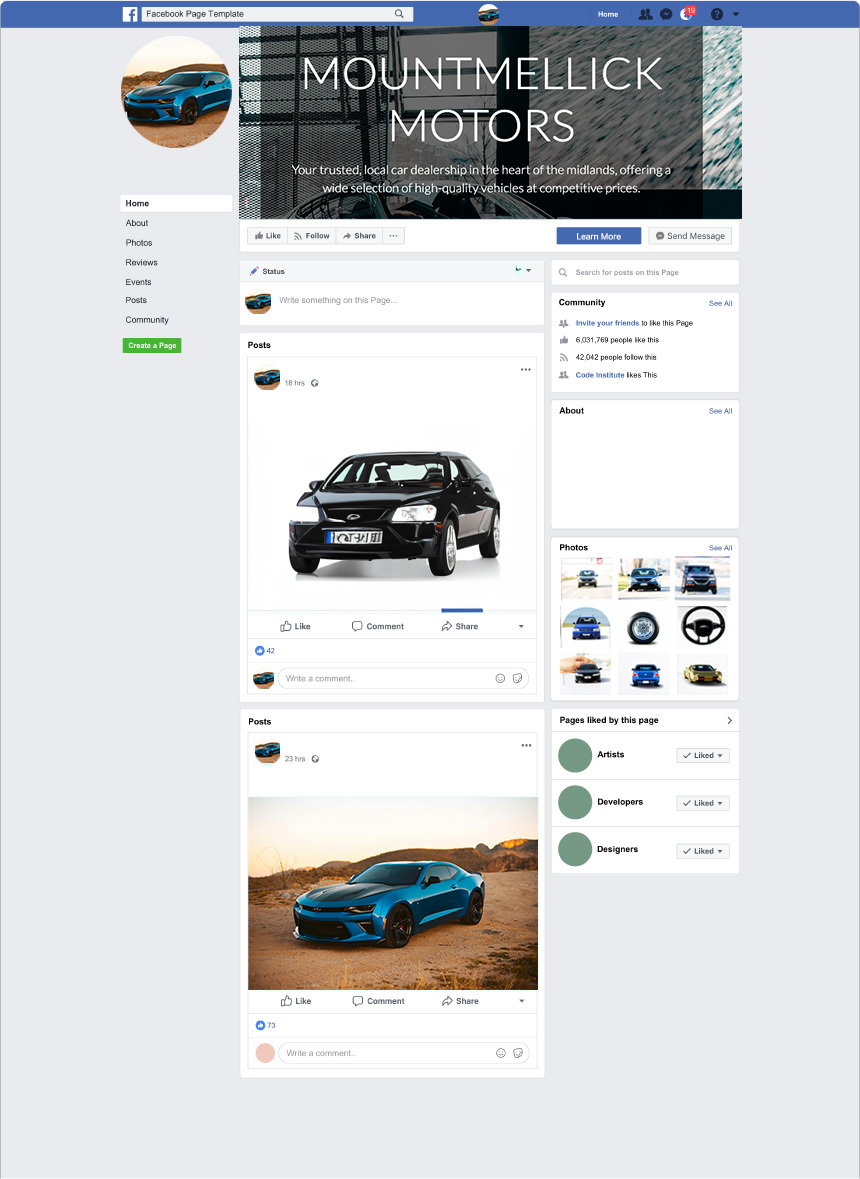 Facebook Page Template
Home
19
MOUNTMELLICK
MOTORS
Your trusted, local car dealership in the heart of the midlands, offering a
wide selection of high-quality vehicles at competitive prices.
Home
About
Photos
Reviews
Events
Posts
Community
Create a Page
Like
Follow
Share
Learn More
Send Message
Status
Write something on this Page...
Search for posts on this Page
Community
See All
Invite your friends to like this Page
6,031,769 people like this
42,042 people follow this
Code Institute likes This
Posts
18 hrs
Like
Comment
Share
42
Write a comment..
About
See All
Photos
See All
Pages liked by this page
Artists
Liked
Developers
Liked
Designers
Liked
Posts
23 hrs
Like
Comment
Share
73
Write a comment..